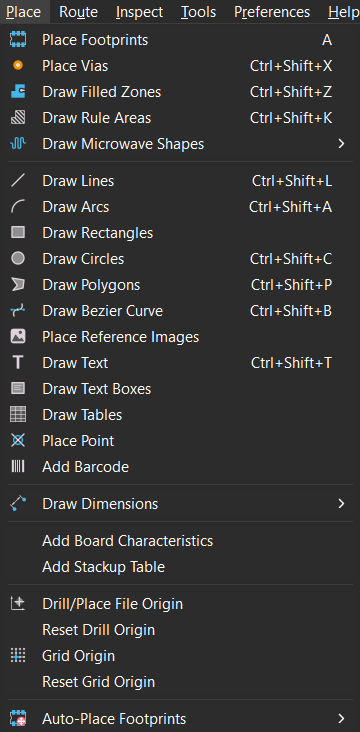 Place Route Inspect Tools Preferences Help
Place Footprints A
Place Vias Ctrl+Shift+X
Draw Filled Zones Ctrl+Shift+Z
Draw Rule Areas Ctrl+Shift+K
Draw Microwave Shapes
Draw Lines Ctrl+Shift+L
Draw Arcs Ctrl+Shift+A
Draw Rectangles
Draw Circles Ctrl+Shift+C
Draw Polygons Ctrl+Shift+P
Draw Bezier Curve Ctrl+Shift+B
Place Reference Images
Draw Text Ctrl+Shift+T
Draw Text Boxes
Draw Tables
Place Point
Add Barcode
Draw Dimensions
Add Board Characteristics
Add Stackup Table
Drill/Place File Origin
Reset Drill Origin
Grid Origin
Reset Grid Origin
Auto-Place Footprints